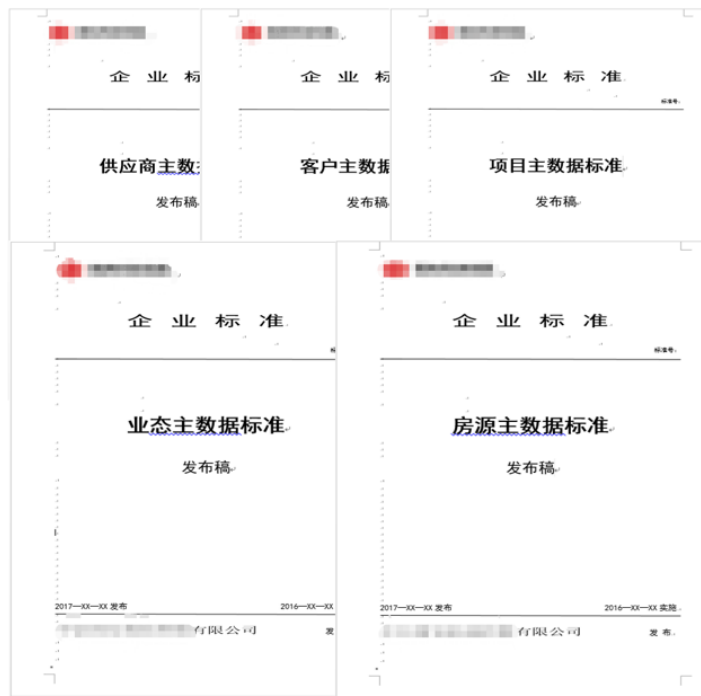 企 业 标
供应商主数
发布稿
企 业 标
客户主数据
发布稿
企 业 标 准
标准号:
项目主数据标准
发布稿
企 业 标 准
业态主数据标准
发布稿
2017—XX—XX 发布 2016—XX—XX
有限公司 发
企 业 标 准
标准号:
房源主数据标准
发布稿
2017—XX—XX 发布 2016—XX—XX 实施
有限公司 发 布